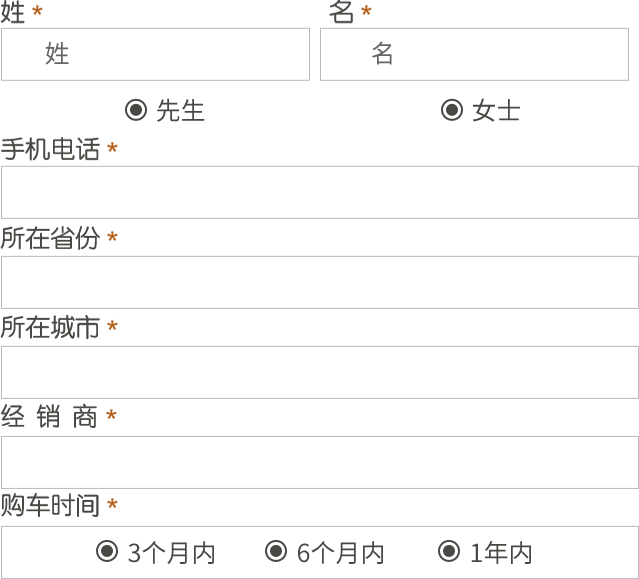 姓 * 名 *
姓 名
先生 女士
手机电话 *
所在省份 *
所在城市 *
经 销 商 *
购车时间 *
3个月内 6个月内 1年内